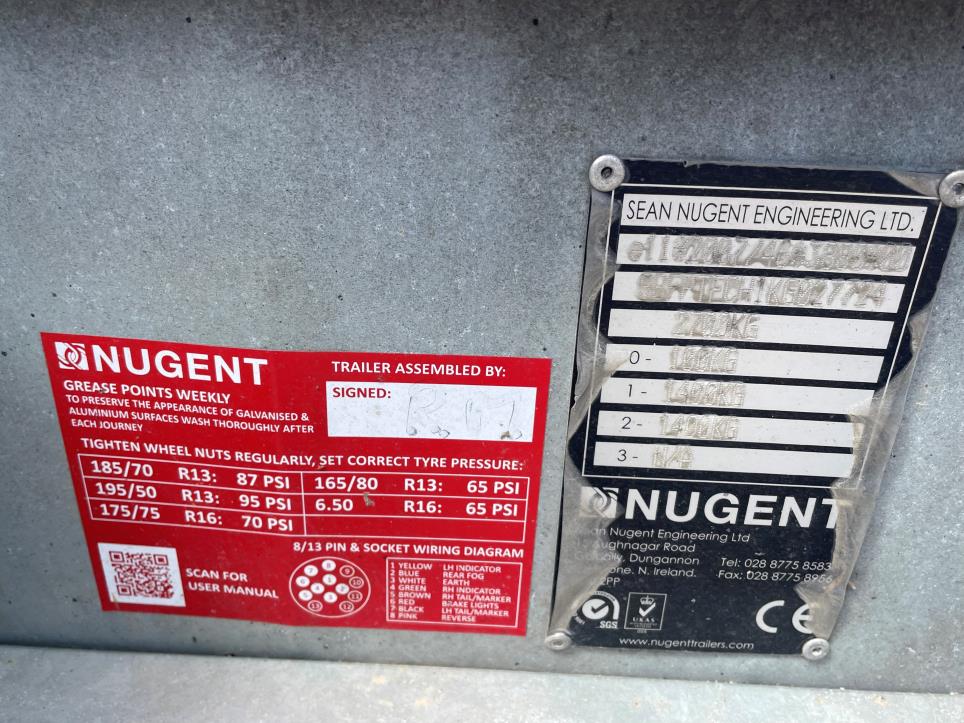 NUGENT
GREASE POINTS WEEKLY
TO PRESERVE THE APPEARANCE OF GALVANISED &
ALUMINIUM SURFACES WASH THOROUGHLY AFTER
EACH JOURNEY
TRAILER ASSEMBLED BY:
SIGNED:
TIGHTEN WHEEL NUTS REGULARLY, SET CORRECT TYRE PRESSURE:
185/70 R13: 87 PSI 165/80 R13: 65 PSI
195/50 R13: 95 PSI 6.50 R16: 65 PSI
175/75 R16: 70 PSI
SCAN FOR
USER MANUAL
8/13 PIN & SOCKET WIRING DIAGRAM
1 YELLOW LH INDICATOR
2 BLUE REAR FOG
3 WHITE EARTH
4 GREEN RH INDICATOR
5 BROWN RH TAIL/MARKER
6 RED BRAKE LIGHTS
7 BLACK LH TAIL/MARKER
8 PINK REVERSE
SEAN NUGENT ENGINEERING LTD.
0 -
1 - 1400KG
2 - 1400KG
3 - N/A
NUGENT
Nugent Engineering Ltd
Road
Dungannon
N. Ireland.
Tel: 028 8775 8583
Fax: 028 8775 8956
SGS
UKAS
CE
www.nugenttrailers.com